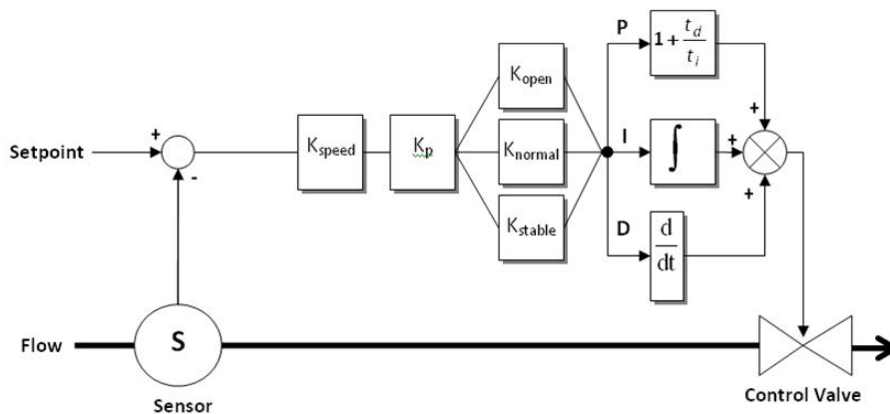 P
1 + t_d / t_i
+
K_open
Setpoint
+
-
K_speed
K_p
K_normal
I
∫
+
K_stable
D
d / dt
+
Flow
S
Sensor
Control Valve